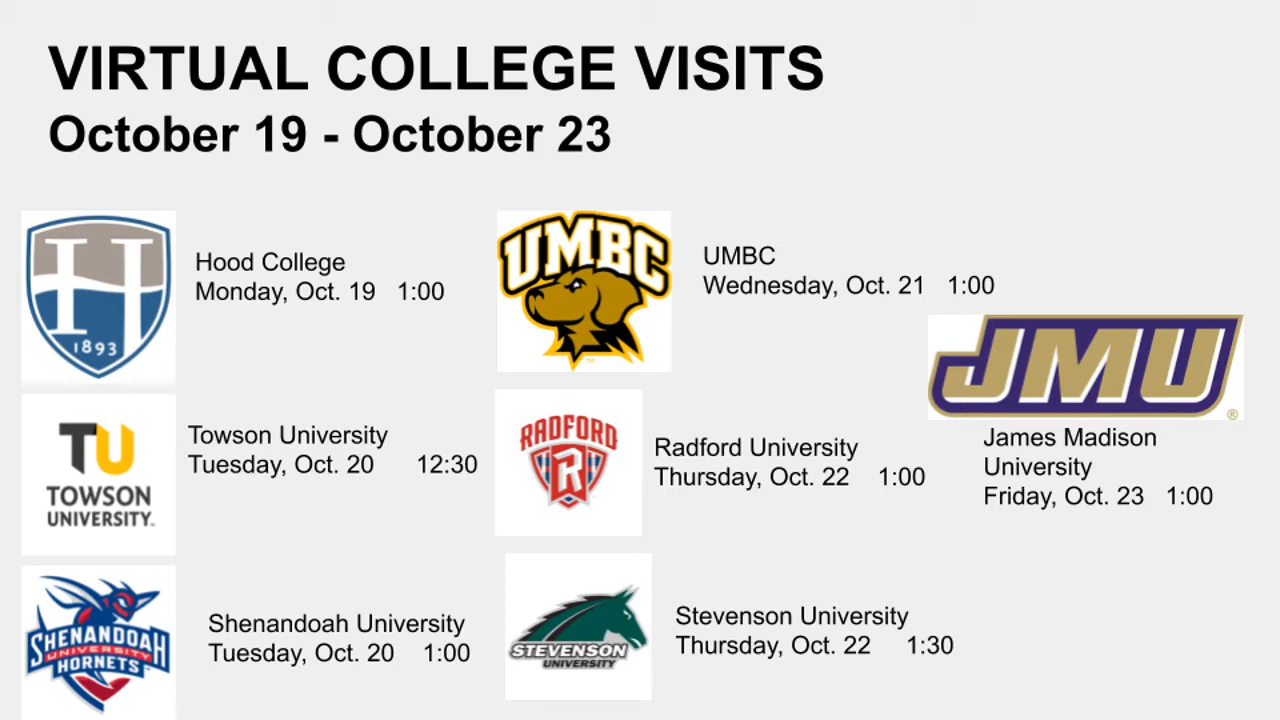 VIRTUAL COLLEGE VISITS
October 19 - October 23
1893
Hood College
Monday, Oct. 19 1:00
TU
TOWSON
UNIVERSITY
Towson University
Tuesday, Oct. 20 12:30
SHENANDOAH
UNIVERSITY
HORNETS
Shenandoah University
Tuesday, Oct. 20 1:00
UMBC
UMBC
Wednesday, Oct. 21 1:00
RADFORD
R
Radford University
Thursday, Oct. 22 1:00
STEVENSON
UNIVERSITY
Stevenson University
Thursday, Oct. 22 1:30
JMU
®
James Madison
University
Friday, Oct. 23 1:00